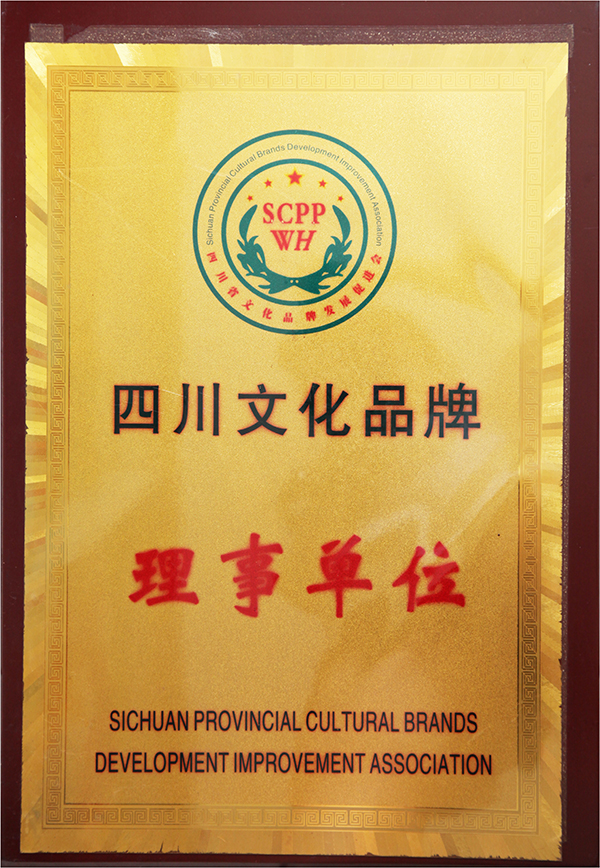 Sichuan Provincial Cultural Brands Development Improvement Association
SCPP
WH
四川省文化品牌发展促进会
四川文化品牌
理事单位
SICHUAN PROVINCIAL CULTURAL BRANDS
DEVELOPMENT IMPROVEMENT ASSOCIATION